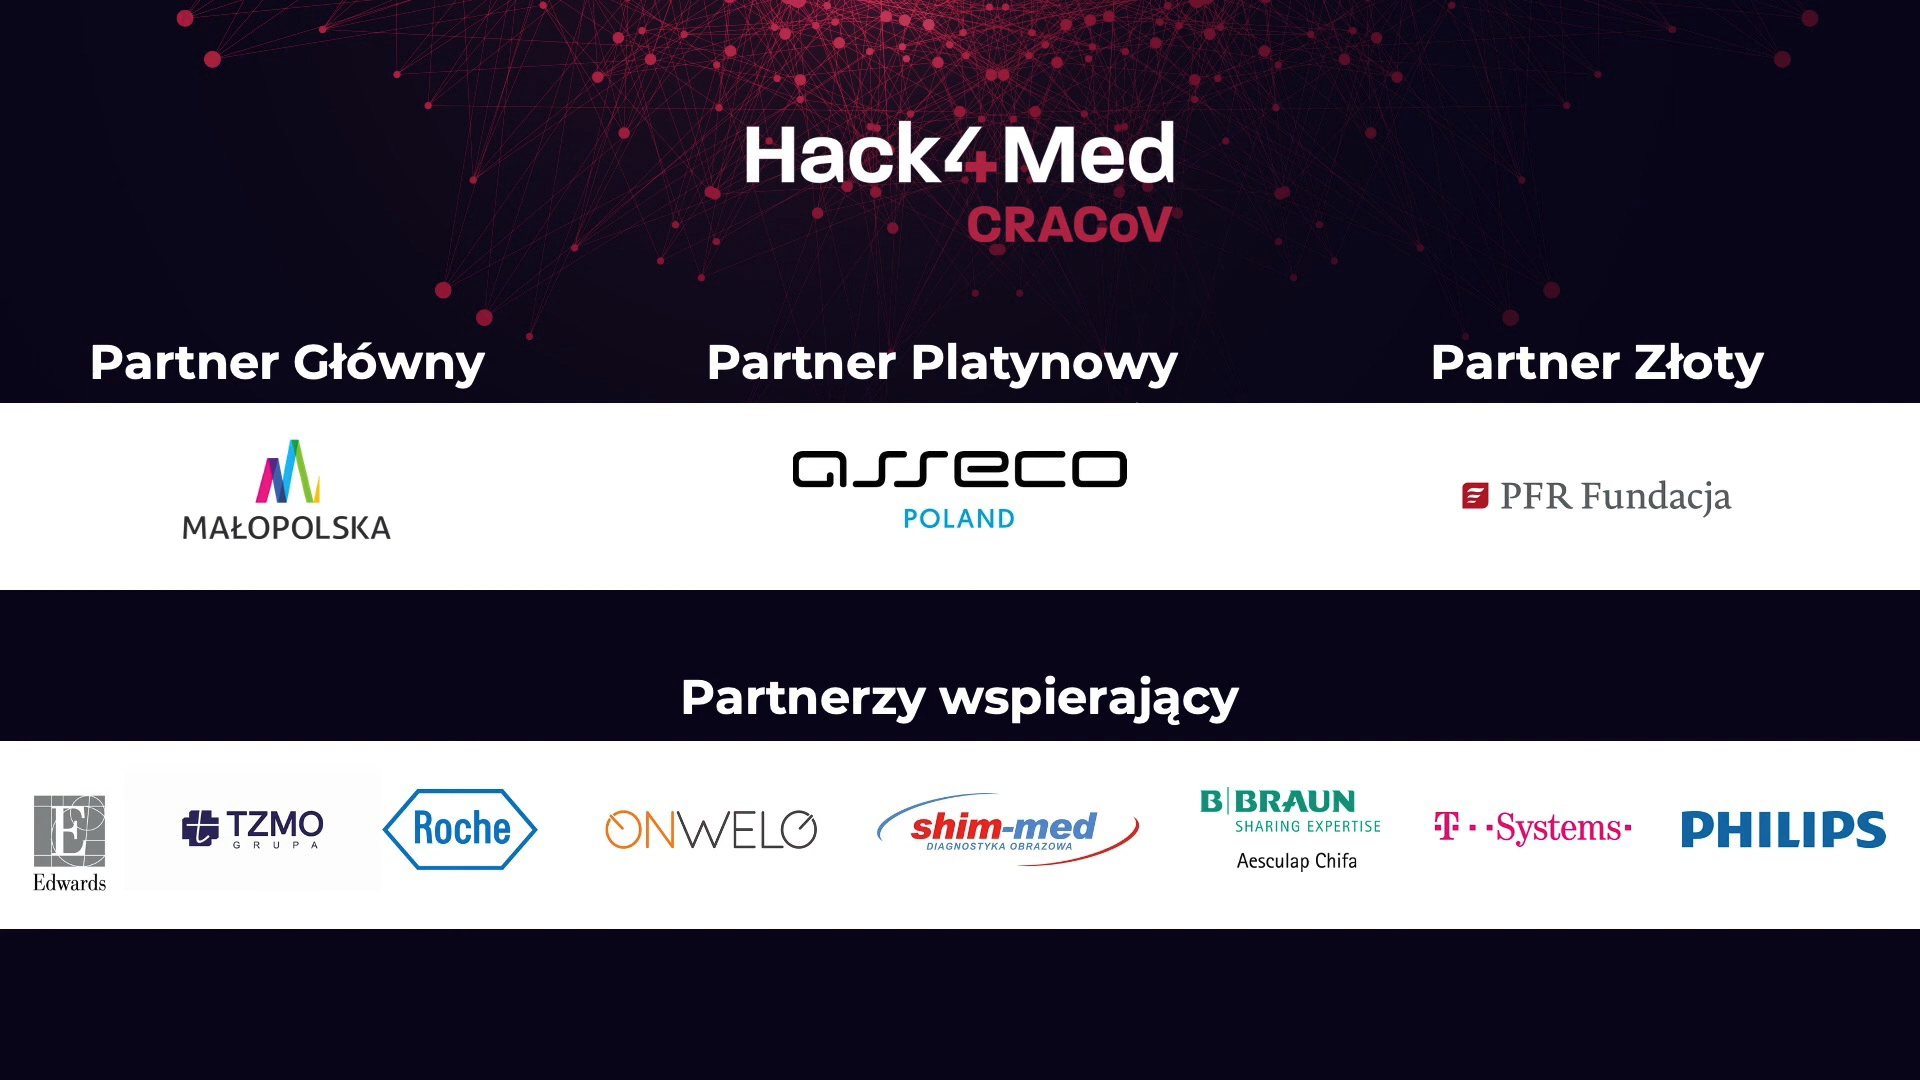 Hack4Med
CRACoV
Partner Główny
Partner Platynowy
Partner Złoty
MAŁOPOLSKA
asseco
POLAND
PFR Fundacja
Partnerzy wspierający
E
Edwards
TZMO
GRUPA
Roche
ONWELO
shim-med
DIAGNOSTYKA OBRAZOWA
B|BRAUN
SHARING EXPERTISE
Aesculap Chifa
T··Systems·
PHILIPS